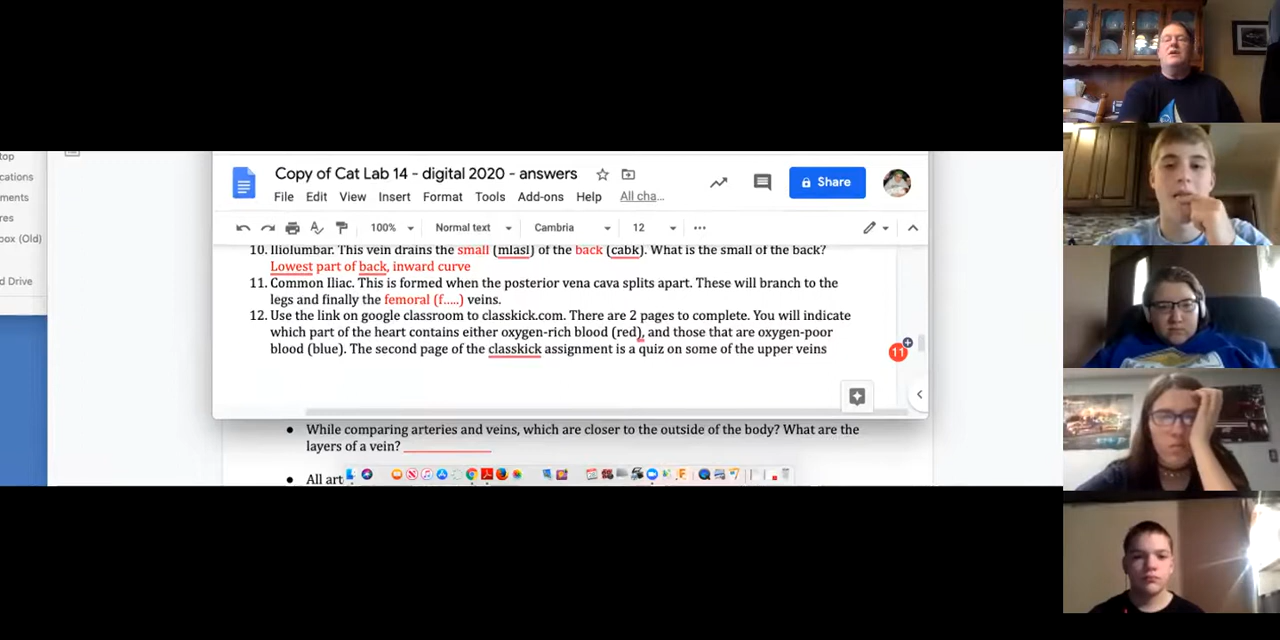 top
cations
ments
res
box (Old)
d Drive
Copy of Cat Lab 14 - digital 2020 - answers
File Edit View Insert Format Tools Add-ons Help All cha...
Share
100% Normal text Cambria 12
10. Iliolumbar. This vein drains the small (mlasl) of the back (cabk). What is the small of the back?
Lowest part of back, inward curve
11. Common Iliac. This is formed when the posterior vena cava splits apart. These will branch to the
legs and finally the femoral (f.....) veins.
12. Use the link on google classroom to classkick.com. There are 2 pages to complete. You will indicate
which part of the heart contains either oxygen-rich blood (red), and those that are oxygen-poor
blood (blue). The second page of the classkick assignment is a quiz on some of the upper veins
11
● While comparing arteries and veins, which are closer to the outside of the body? What are the
layers of a vein? ____________
● All art